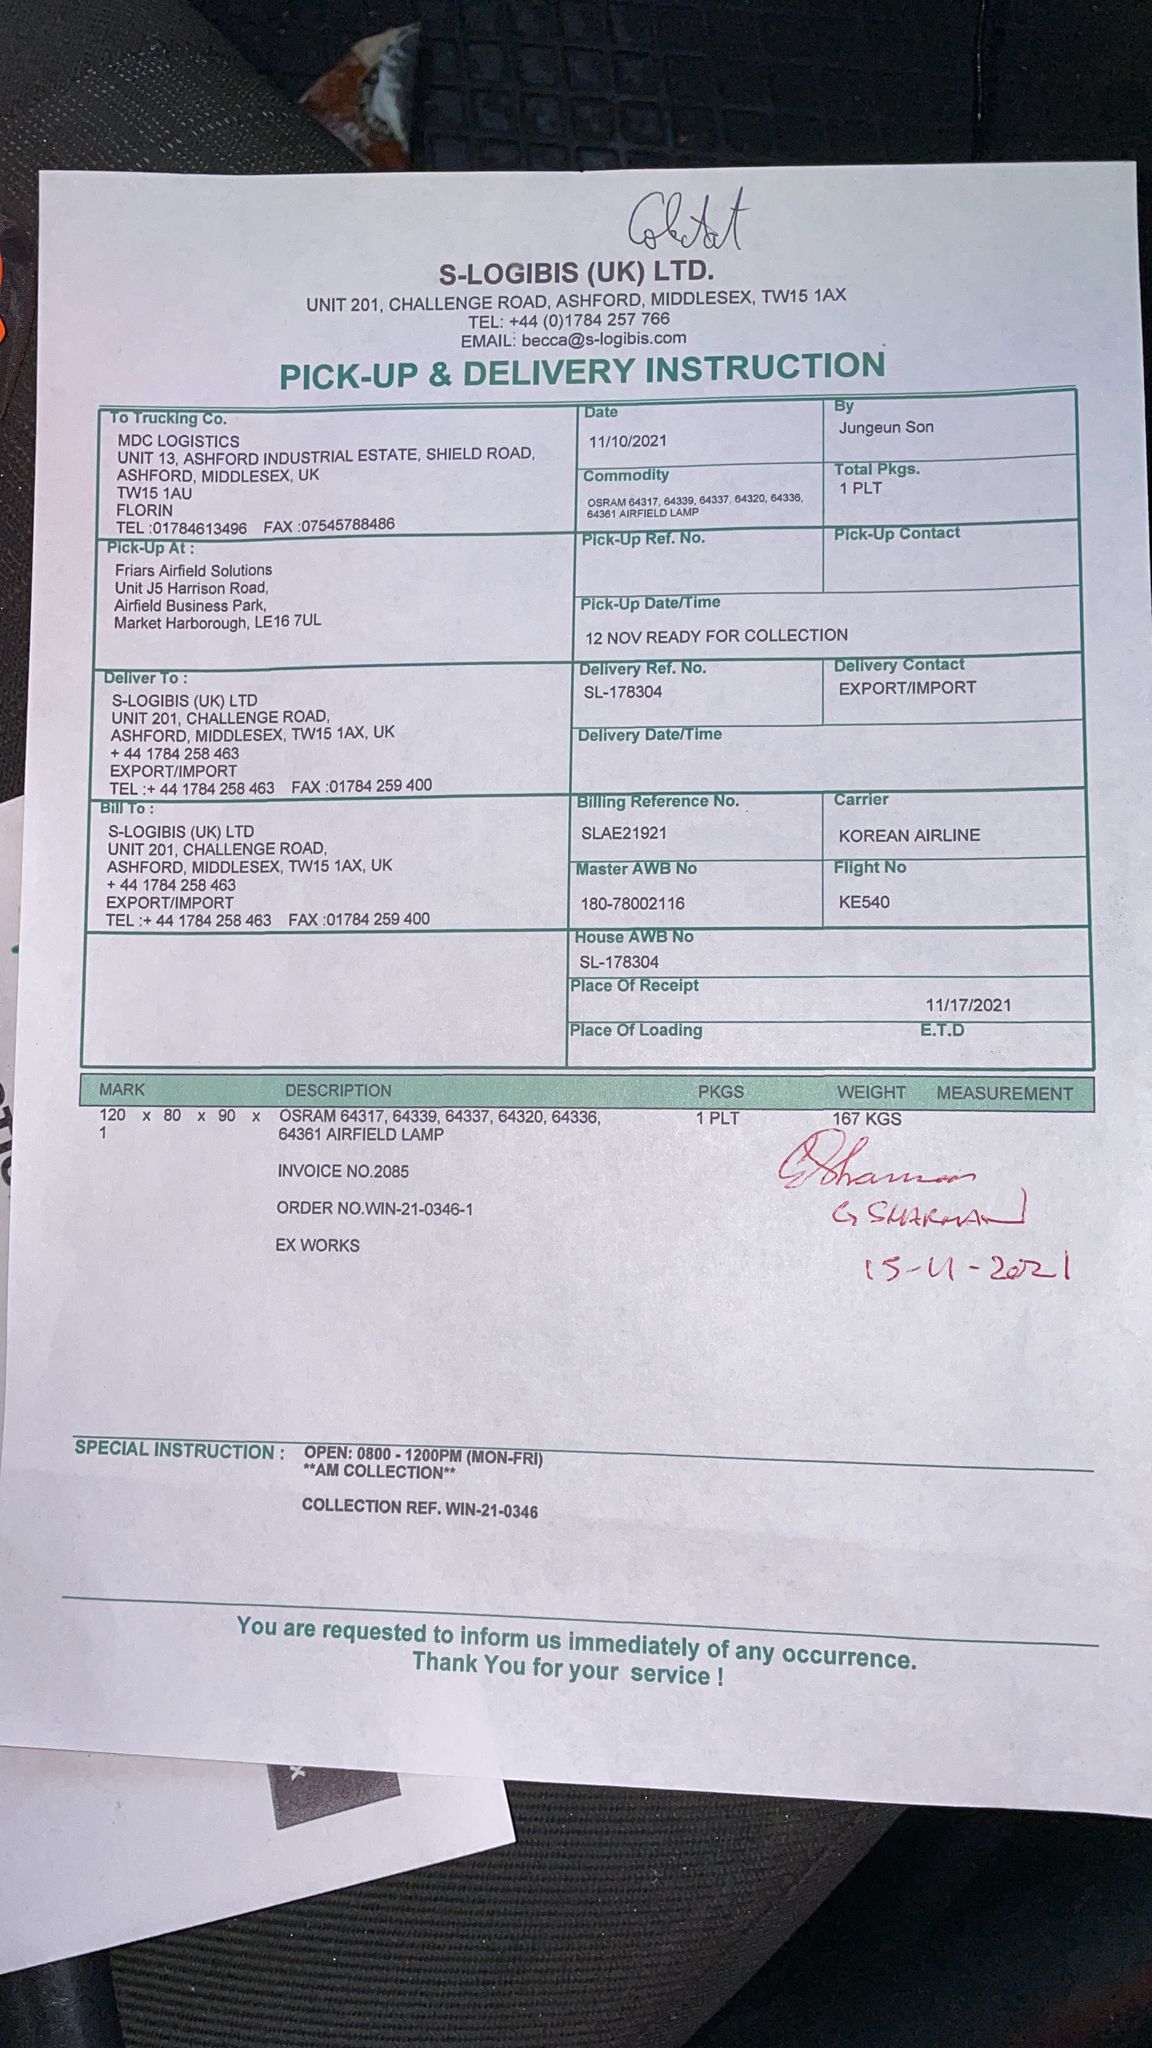 S-LOGIBIS (UK) LTD.
UNIT 201, CHALLENGE ROAD, ASHFORD, MIDDLESEX, TW15 1AX
TEL: +44 (0)1784 257 766
EMAIL: becca@s-logibis.com
PICK-UP & DELIVERY INSTRUCTION
To Trucking Co.
MDC LOGISTICS
UNIT 13, ASHFORD INDUSTRIAL ESTATE, SHIELD ROAD,
ASHFORD, MIDDLESEX, UK
TW15 1AU
FLORIN
TEL :01784613496 FAX :07545788486
Date
11/10/2021
By
Jungeun Son
Commodity
OSRAM 64317, 64339, 64337, 64320, 64336,
64361 AIRFIELD LAMP
Total Pkgs.
1 PLT
Pick-Up At :
Friars Airfield Solutions
Unit J5 Harrison Road,
Airfield Business Park,
Market Harborough, LE16 7UL
Pick-Up Ref. No.
Pick-Up Contact
Pick-Up Date/Time
12 NOV READY FOR COLLECTION
Deliver To :
S-LOGIBIS (UK) LTD
UNIT 201, CHALLENGE ROAD,
ASHFORD, MIDDLESEX, TW15 1AX, UK
+ 44 1784 258 463
EXPORT/IMPORT
TEL :+ 44 1784 258 463 FAX :01784 259 400
Delivery Ref. No.
SL-178304
Delivery Contact
EXPORT/IMPORT
Delivery Date/Time
Bill To :
S-LOGIBIS (UK) LTD
UNIT 201, CHALLENGE ROAD,
ASHFORD, MIDDLESEX, TW15 1AX, UK
+ 44 1784 258 463
EXPORT/IMPORT
TEL :+ 44 1784 258 463 FAX :01784 259 400
Billing Reference No.
SLAE21921
Carrier
KOREAN AIRLINE
Master AWB No
180-78002116
Flight No
KE540
House AWB No
SL-178304
Place Of Receipt
11/17/2021
Place Of Loading E.T.D
MARK DESCRIPTION PKGS WEIGHT MEASUREMENT
120 x 80 x 90 x OSRAM 64317, 64339, 64337, 64320, 64336, 1 PLT 167 KGS
1 64361 AIRFIELD LAMP
INVOICE NO.2085
ORDER NO.WIN-21-0346-1
EX WORKS
G SHARMAN
15-11-2021
SPECIAL INSTRUCTION : OPEN: 0800 - 1200PM (MON-FRI)
**AM COLLECTION**
COLLECTION REF. WIN-21-0346
You are requested to inform us immediately of any occurrence.
Thank You for your service !